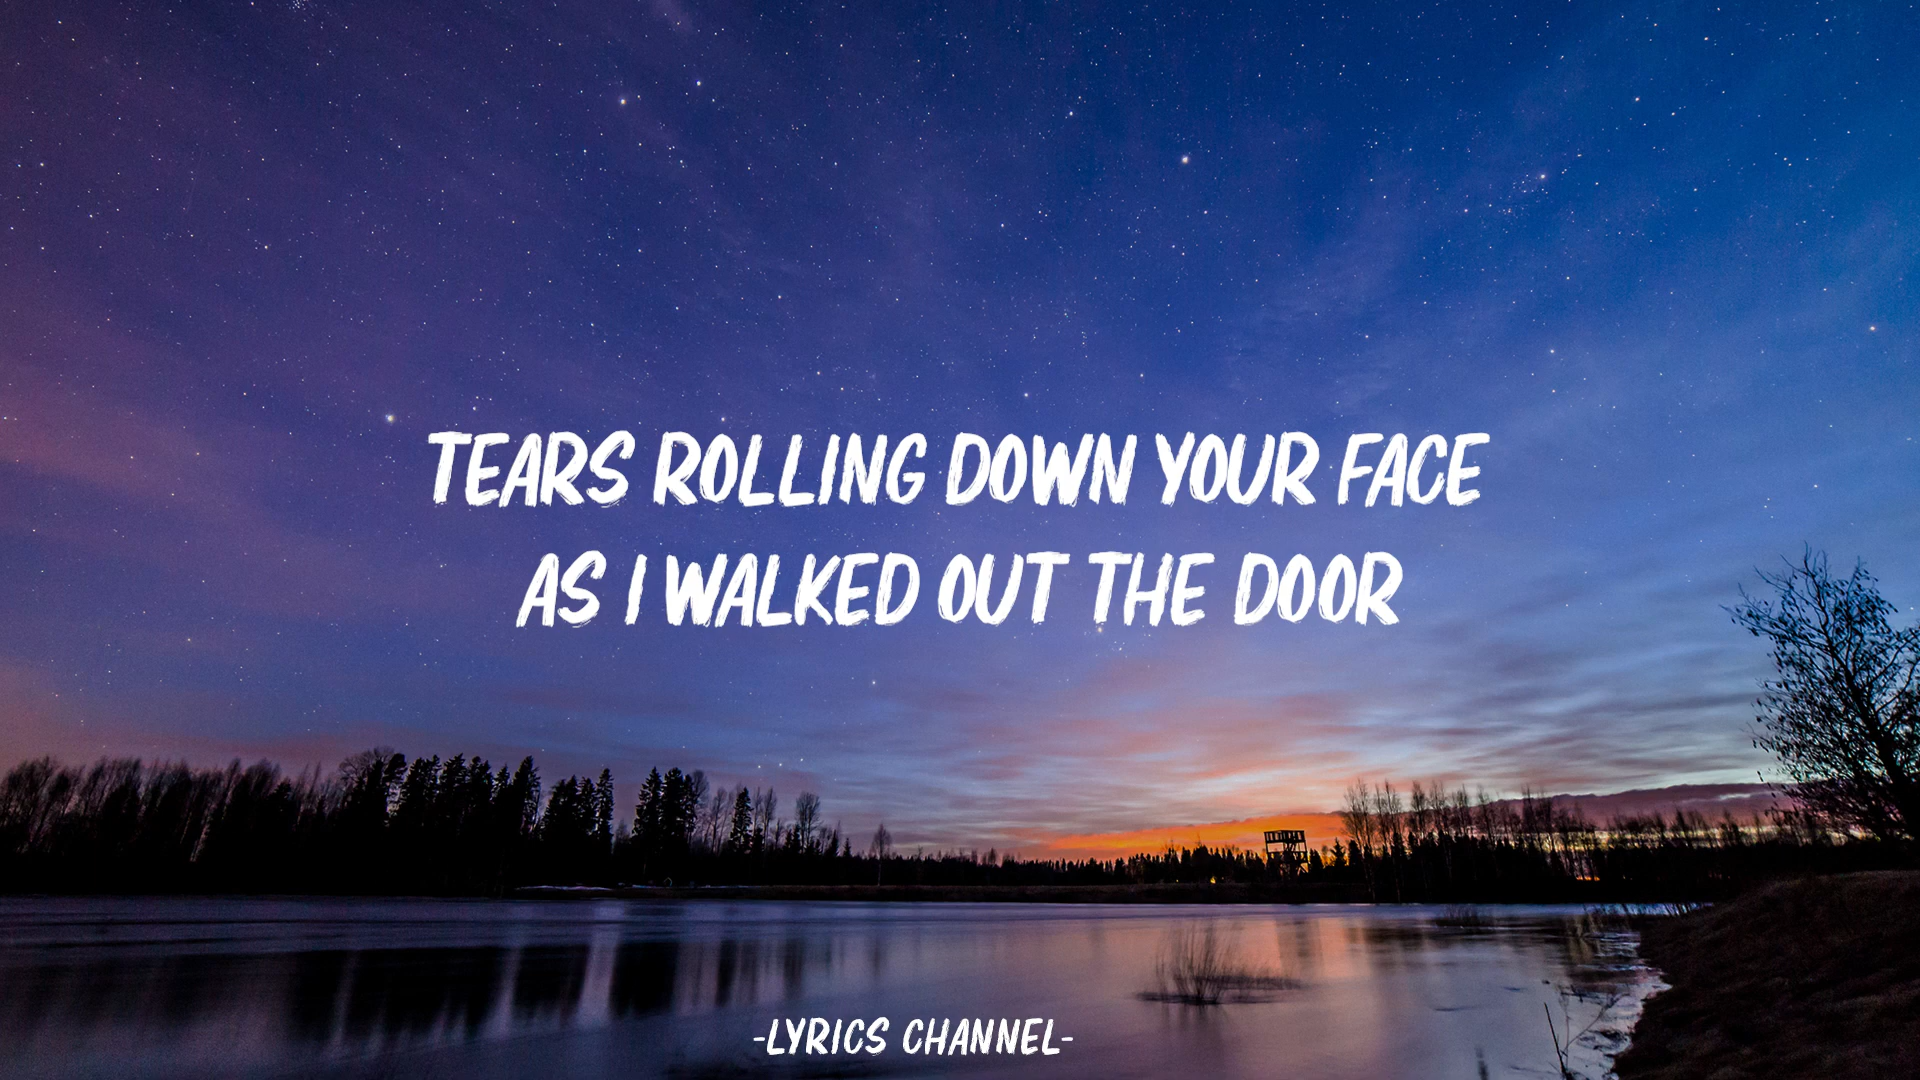 TEARS ROLLING DOWN YOUR FACE
AS I WALKED OUT THE DOOR
-LYRICS CHANNEL-